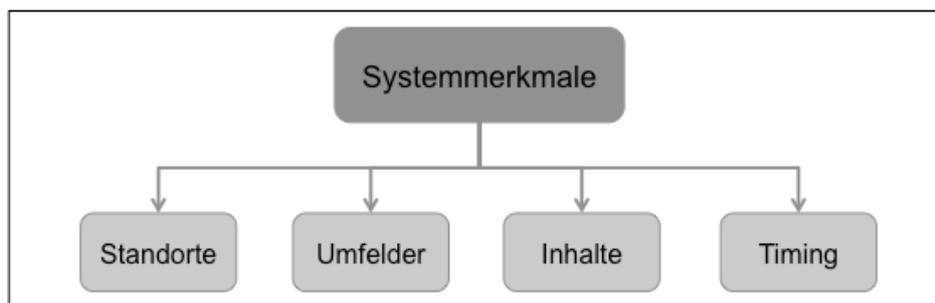 Systemmerkmale
Standorte
Umfelder
Inhalte
Timing